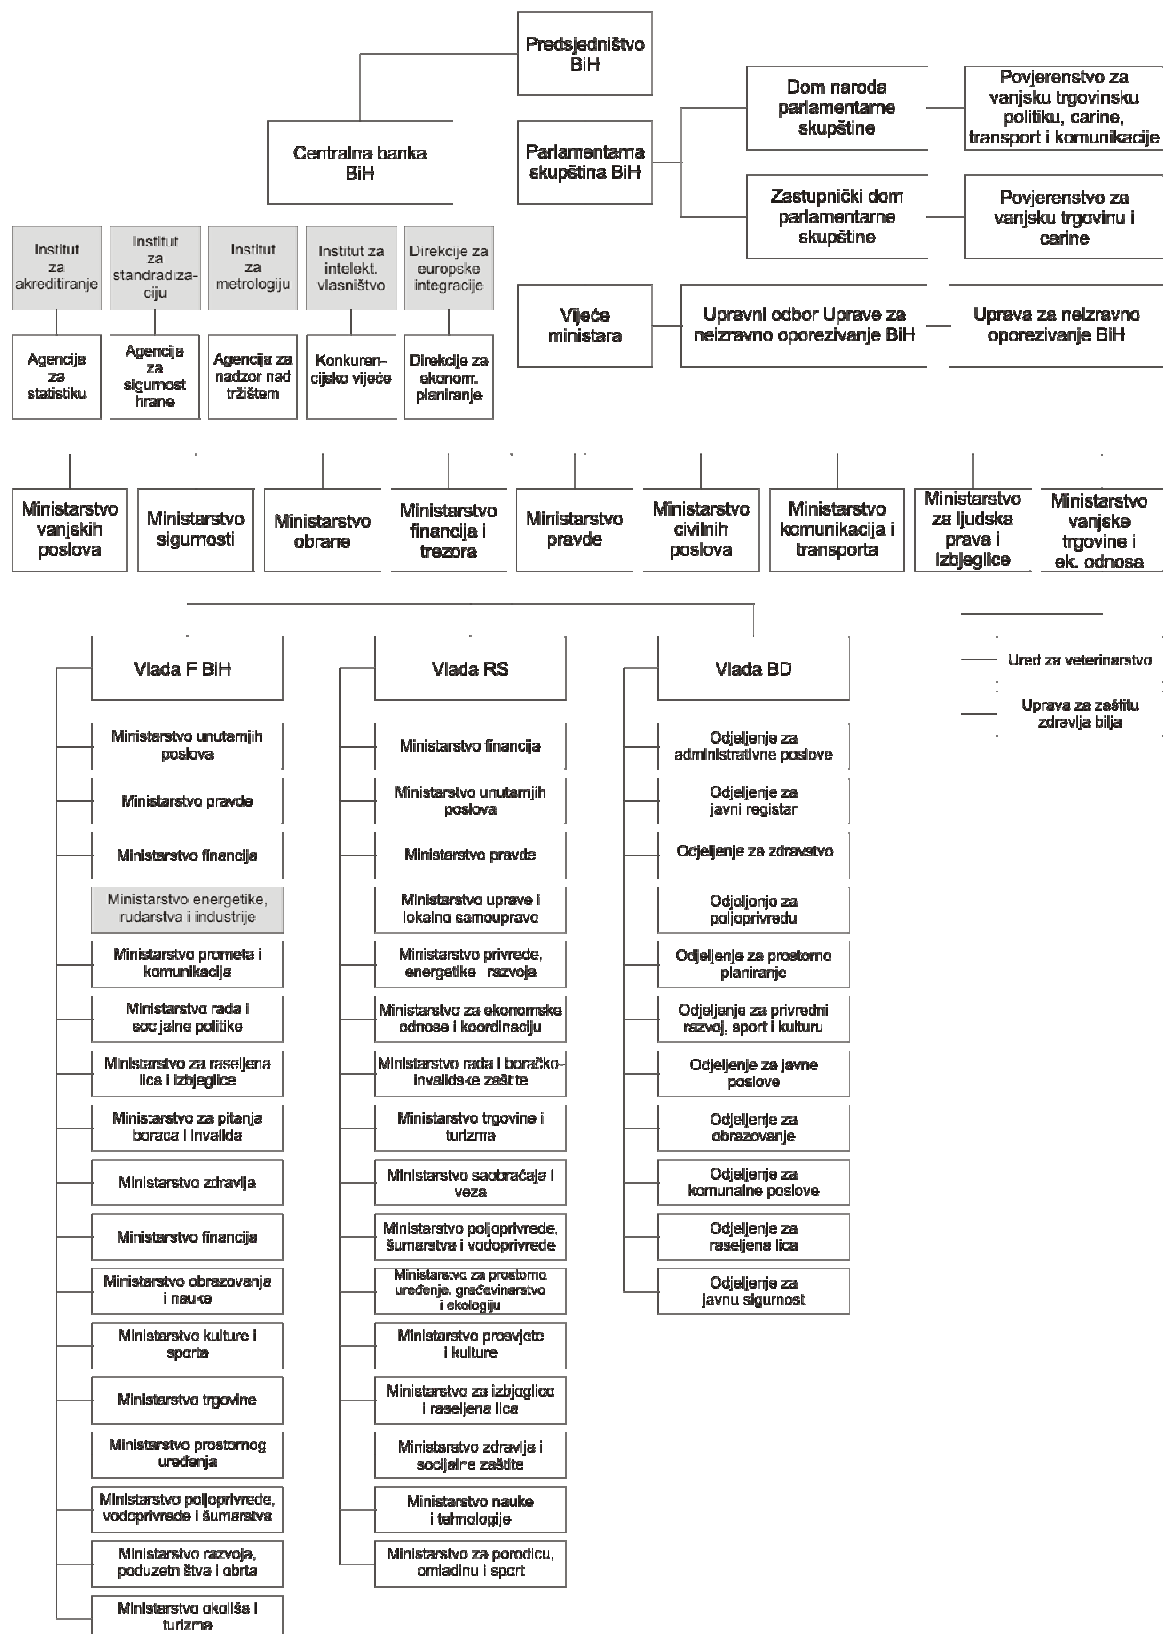 Predsjedništvo
BiH
Centralna banka
BiH
Parlamentarna
skupština BiH
Dom naroda
parlamentarne
skupštine
Povjerenstvo za
vanjsku trgovinsku
politiku, carine,
transport i komunikacije
Zastupnički dom
parlamentarne
skupštine
Povjerenstvo za
vanjsku trgovinu i
carine
Institut
za
akreditiranje
Institut
za
standradiza-
ciju
Institut
za
metrologiju
Institut za
intelekt.
vlasništvo
Direkcije za
europske
integracije
Vijeće
ministara
Upravni odbor Uprave za
neizravno oporezivanje BiH
Uprava za neizravno
oporezivanje BiH
Agencija
za
statistiku
Agencija
za
sigurnost
hrane
Agencija za
nadzor nad
tržištem
Konkuren-
cijsko vijeće
Direkcije za
ekonom.
planiranje
Ministarstvo
vanjskih
poslova
Ministarstvo
sigurnosti
Ministarstvo
obrane
Ministarstvo
financija i
trezora
Ministarstvo
pravde
Ministarstvo
civilnih
poslova
Ministarstvo
komunikacija i
transporta
Ministarstvo
za ljudska
prava i
izbjeglice
Ministarstvo
vanjske
trgovine i
ek. odnosa
Vlada F BiH
Ministarstvo unutarnjih
poslova
Ministarstvo pravde
Ministarstvo financija
Ministarstvo energetike,
rudarstva i industrije
Ministarstvo prometa i
komunikacija
Ministarstvo rada i
socijalne politike
Ministarstvo za raseljena
lica i izbjeglice
Ministarstvo za pitanja
boraca i invalida
Ministarstvo zdravlja
Ministarstvo financija
Ministarstvo obrazovanja
i nauke
Ministarstvo kulture i
sporta
Ministarstvo trgovine
Ministarstvo prostornog
uređenja
Ministarstvo poljoprivrede,
vodoprivrede i šumarstva
Ministarstvo razvoja,
poduzetništva i obrta
Ministarstvo okoliša i
turizma
Vlada RS
Ministarstvo financija
Ministarstvo unutarnjih
poslova
Ministarstvo pravde
Ministarstvo uprave i
lokalne samouprave
Ministarstvo privrede,
energetike razvoja
Ministarstvo za ekonomske
odnose i koordinaciju
Ministarstvo rada i boračko-
invalidske zaštite
Ministarstvo trgovine i
turizma
Ministarstvo saobraćaja i
veza
Ministarstvo poljoprivrede,
šumarstva i vodoprivrede
Ministarstvo za prostorno
uređenje, građevinarstvo
i ekologiju
Ministarstvo prosvjete
i kulture
Ministarstvo za izbjeglice
i raseljena lica
Ministarstvo zdravlja i
socijalne zaštite
Ministarstvo nauke
i tehnologije
Ministarstvo za porodicu,
omladinu i sport
Vlada BD
Odjeljenje za
administrativne poslove
Odjeljenje za
javni registar
Odjeljenje za zdravstvo
Odjeljenje za
poljoprivredu
Odjeljenje za prostorno
planiranje
Odjeljenje za privredni
razvoj, sport i kulturu
Odjeljenje za javne
poslove
Odjeljenje za
obrazovanje
Odjeljenje za
komunalne poslove
Odjeljenje za
raseljena lica
Odjeljenje za
javnu sigurnost
Ured za veterinarstvo
Uprava za zaštitu
zdravlja bilja